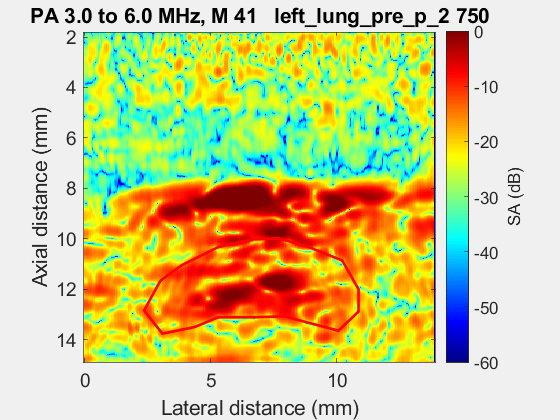 PA 3.0 to 6.0 MHz, M 41 left_lung_pre_p_2 750
2
4
6
8
10
12
14
Axial distance (mm)
0 5 10
Lateral distance (mm)
0
-10
-20
-30
-40
-50
-60
SA (dB)